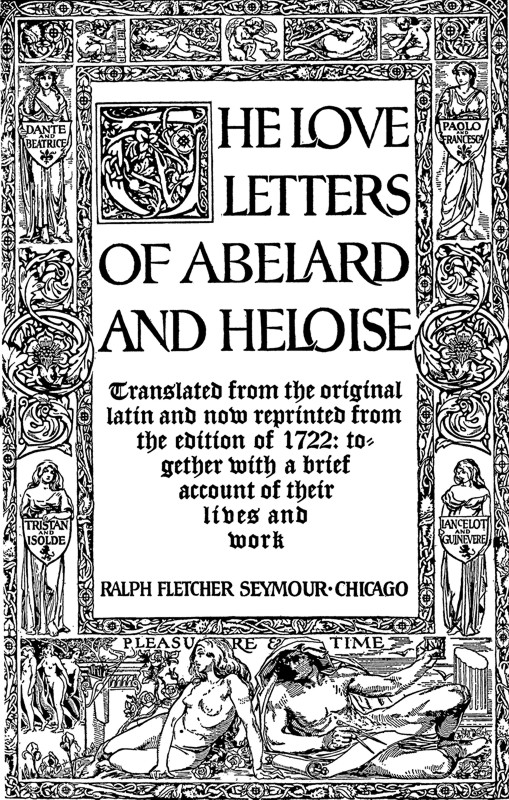 THE LOVE
LETTERS
OF ABELARD
AND HELOISE
Translated from the original
latin and now reprinted from
the edition of 1722: to=
gether with a brief
account of their
lives and
work
RALPH FLETCHER SEYMOUR·CHICAGO
DANTE
AND
BEATRICE
PAOLO
AND
FRANCESCA
TRISTAN
AND
ISOLDE
LANCELOT
AND
GUINEVERE
PLEASURE & TIME